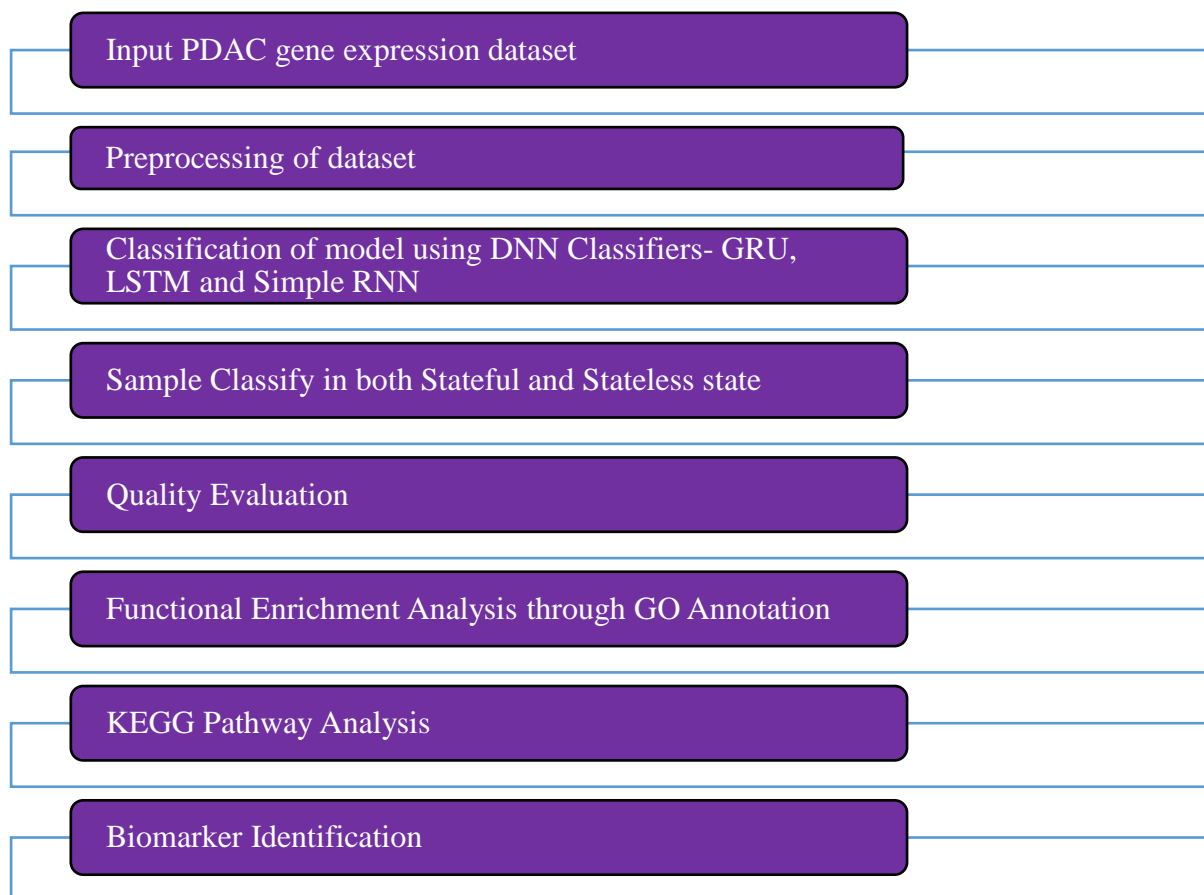 Input PDAC gene expression dataset
Preprocessing of dataset
Classification of model using DNN Classifiers- GRU,
LSTM and Simple RNN
Sample Classify in both Stateful and Stateless state
Quality Evaluation
Functional Enrichment Analysis through GO Annotation
KEGG Pathway Analysis
Biomarker Identification